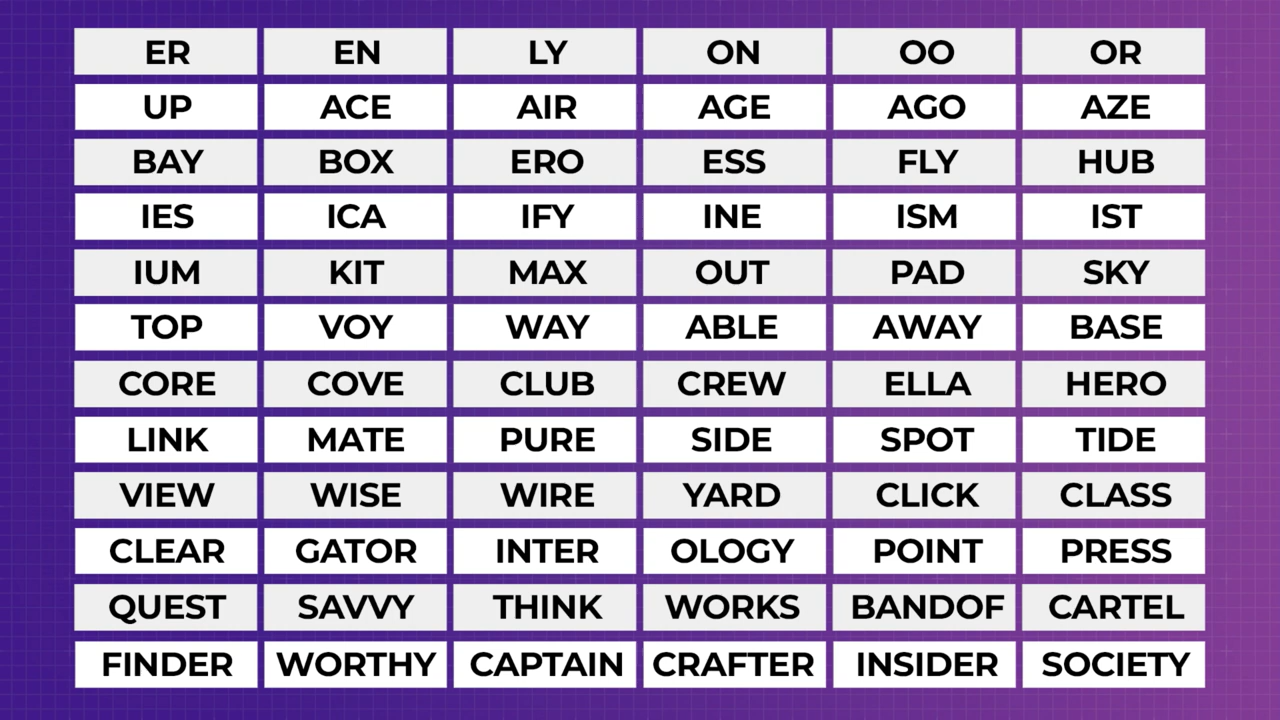 ER EN LY ON OO OR
UP ACE AIR AGE AGO AZE
BAY BOX ERO ESS FLY HUB
IES ICA IFY INE ISM IST
IUM KIT MAX OUT PAD SKY
TOP VOY WAY ABLE AWAY BASE
CORE COVE CLUB CREW ELLA HERO
LINK MATE PURE SIDE SPOT TIDE
VIEW WISE WIRE YARD CLICK CLASS
CLEAR GATOR INTER OLOGY POINT PRESS
QUEST SAVVY THINK WORKS BANDOF CARTEL
FINDER WORTHY CAPTAIN CRAFTER INSIDER SOCIETY